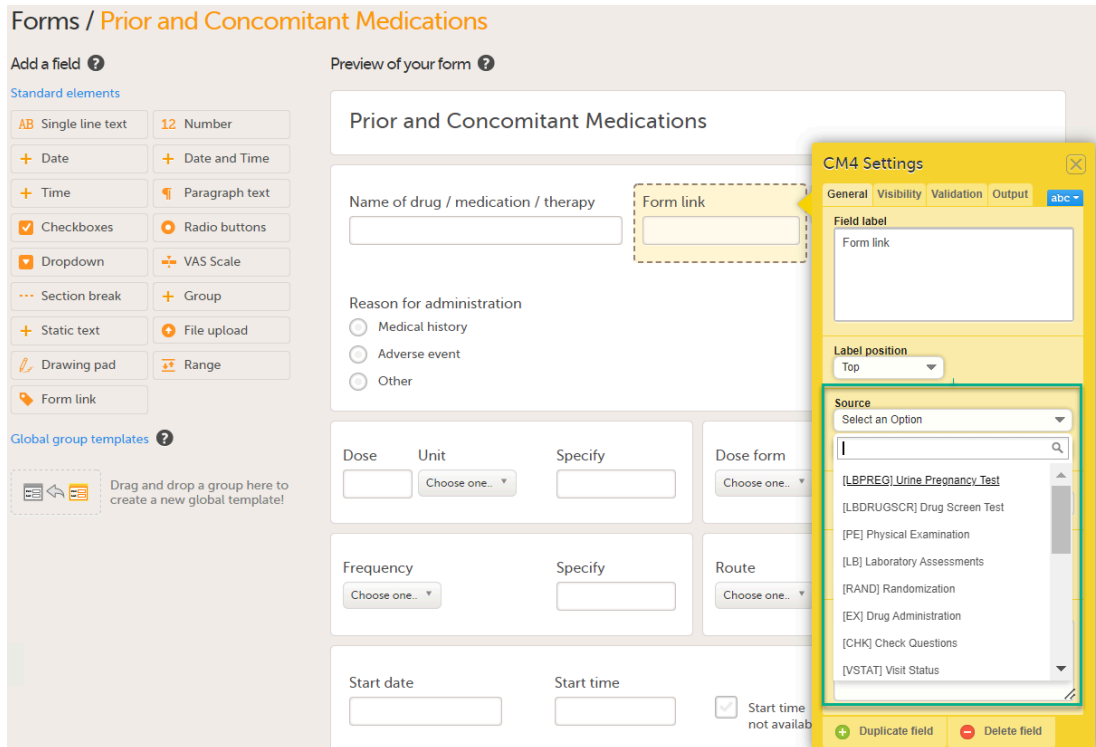 Forms / Prior and Concomitant Medications
Add a field ?
Standard elements
AB Single line text
12 Number
Date
Date and Time
Time
Paragraph text
Checkboxes
Radio buttons
Dropdown
VAS Scale
Section break
Group
Static text
File upload
Drawing pad
Range
Form link
Global group templates ?
Drag and drop a group here to
create a new global template!
Preview of your form ?
Prior and Concomitant Medications
Name of drug / medication / therapy
Form link
Reason for administration
Medical history
Adverse event
Other
Dose
Unit
Specify
Dose form
Choose one..
Choose one..
Frequency
Specify
Route
Choose one..
Choose one..
Start date
Start time
Start time
not availab
CM4 Settings
General Visibility Validation Output abc
Field label
Form link
Label position
Top
Source
Select an Option
[LBPREG] Urine Pregnancy Test
[LBDRUGSCR] Drug Screen Test
[PE] Physical Examination
[LB] Laboratory Assessments
[RAND] Randomization
[EX] Drug Administration
[CHK] Check Questions
[VSTAT] Visit Status
Duplicate field
Delete field